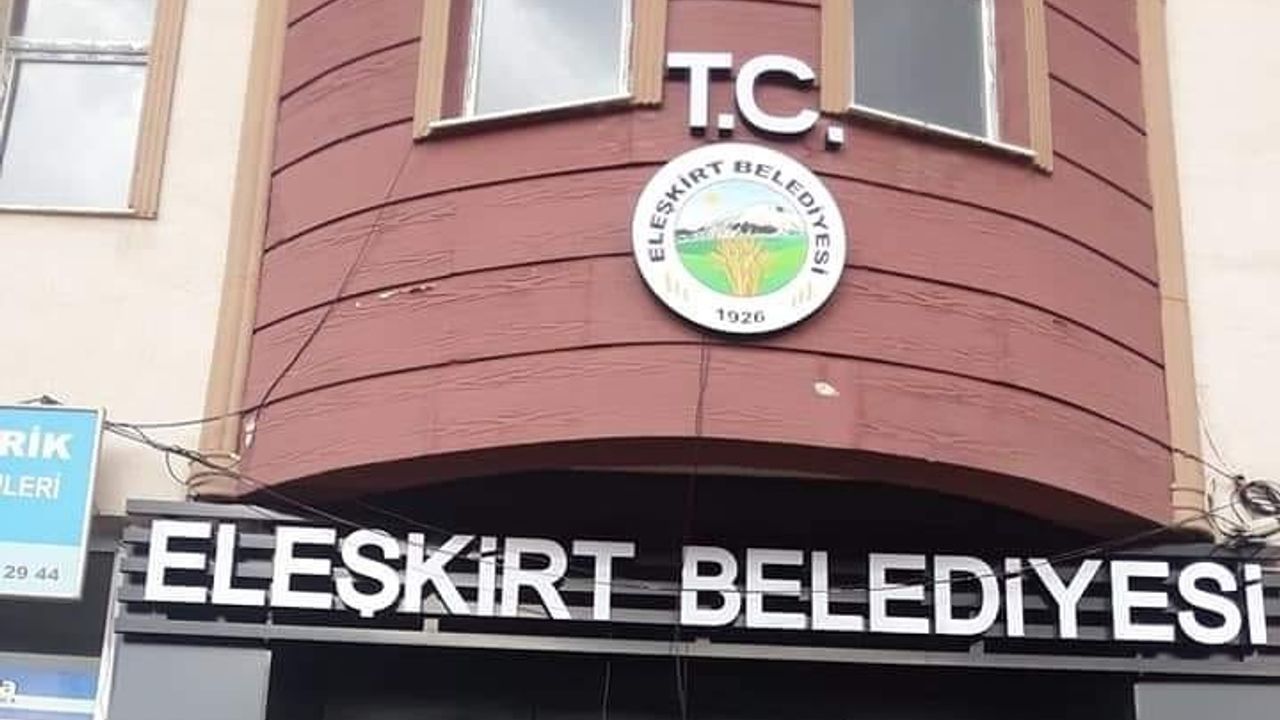 T.C.
ELEŞKİRT BELEDİYESİ
1926
RİK
LERİ
29 44
ELEŞKİRT BELEDİYESİ